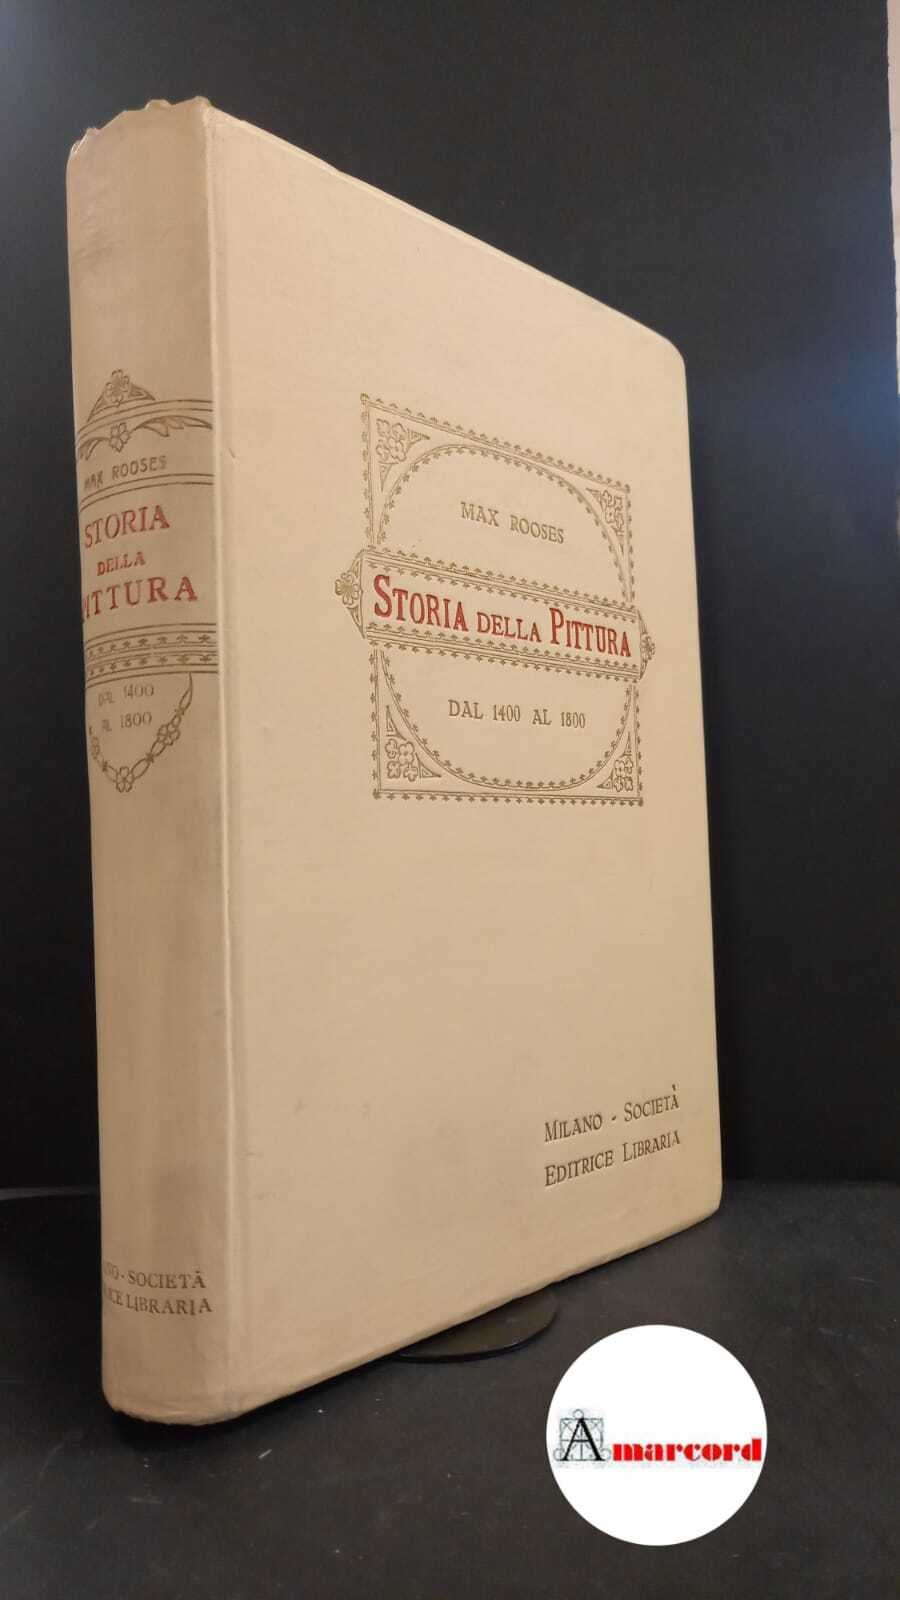 MAX ROOSES
STORIA
DELLA
PITTURA
DAL 1400
AL 1800
SOCIETÀ
LIBRARIA
MAX ROOSES
STORIA DELLA PITTURA
DAL 1400 AL 1800
MILANO - SOCIETÀ
EDITRICE LIBRARIA
Amarcord